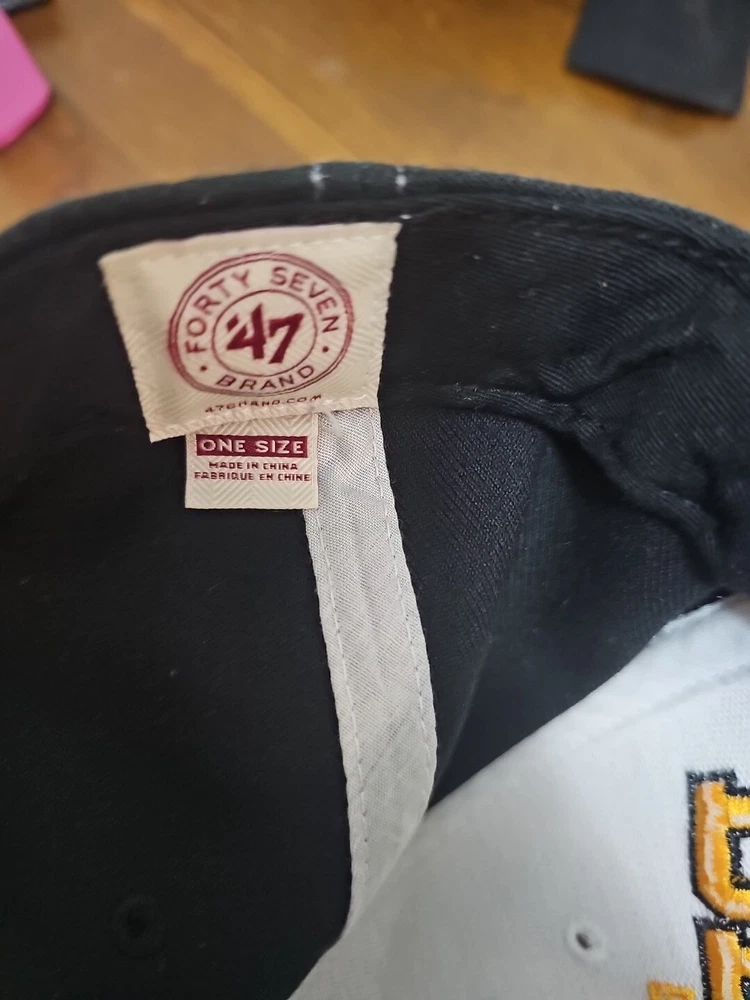 FORTY SEVEN
'47
BRAND
47BRAND.COM
ONE SIZE
MADE IN CHINA
FABRIQUE EN CHINE